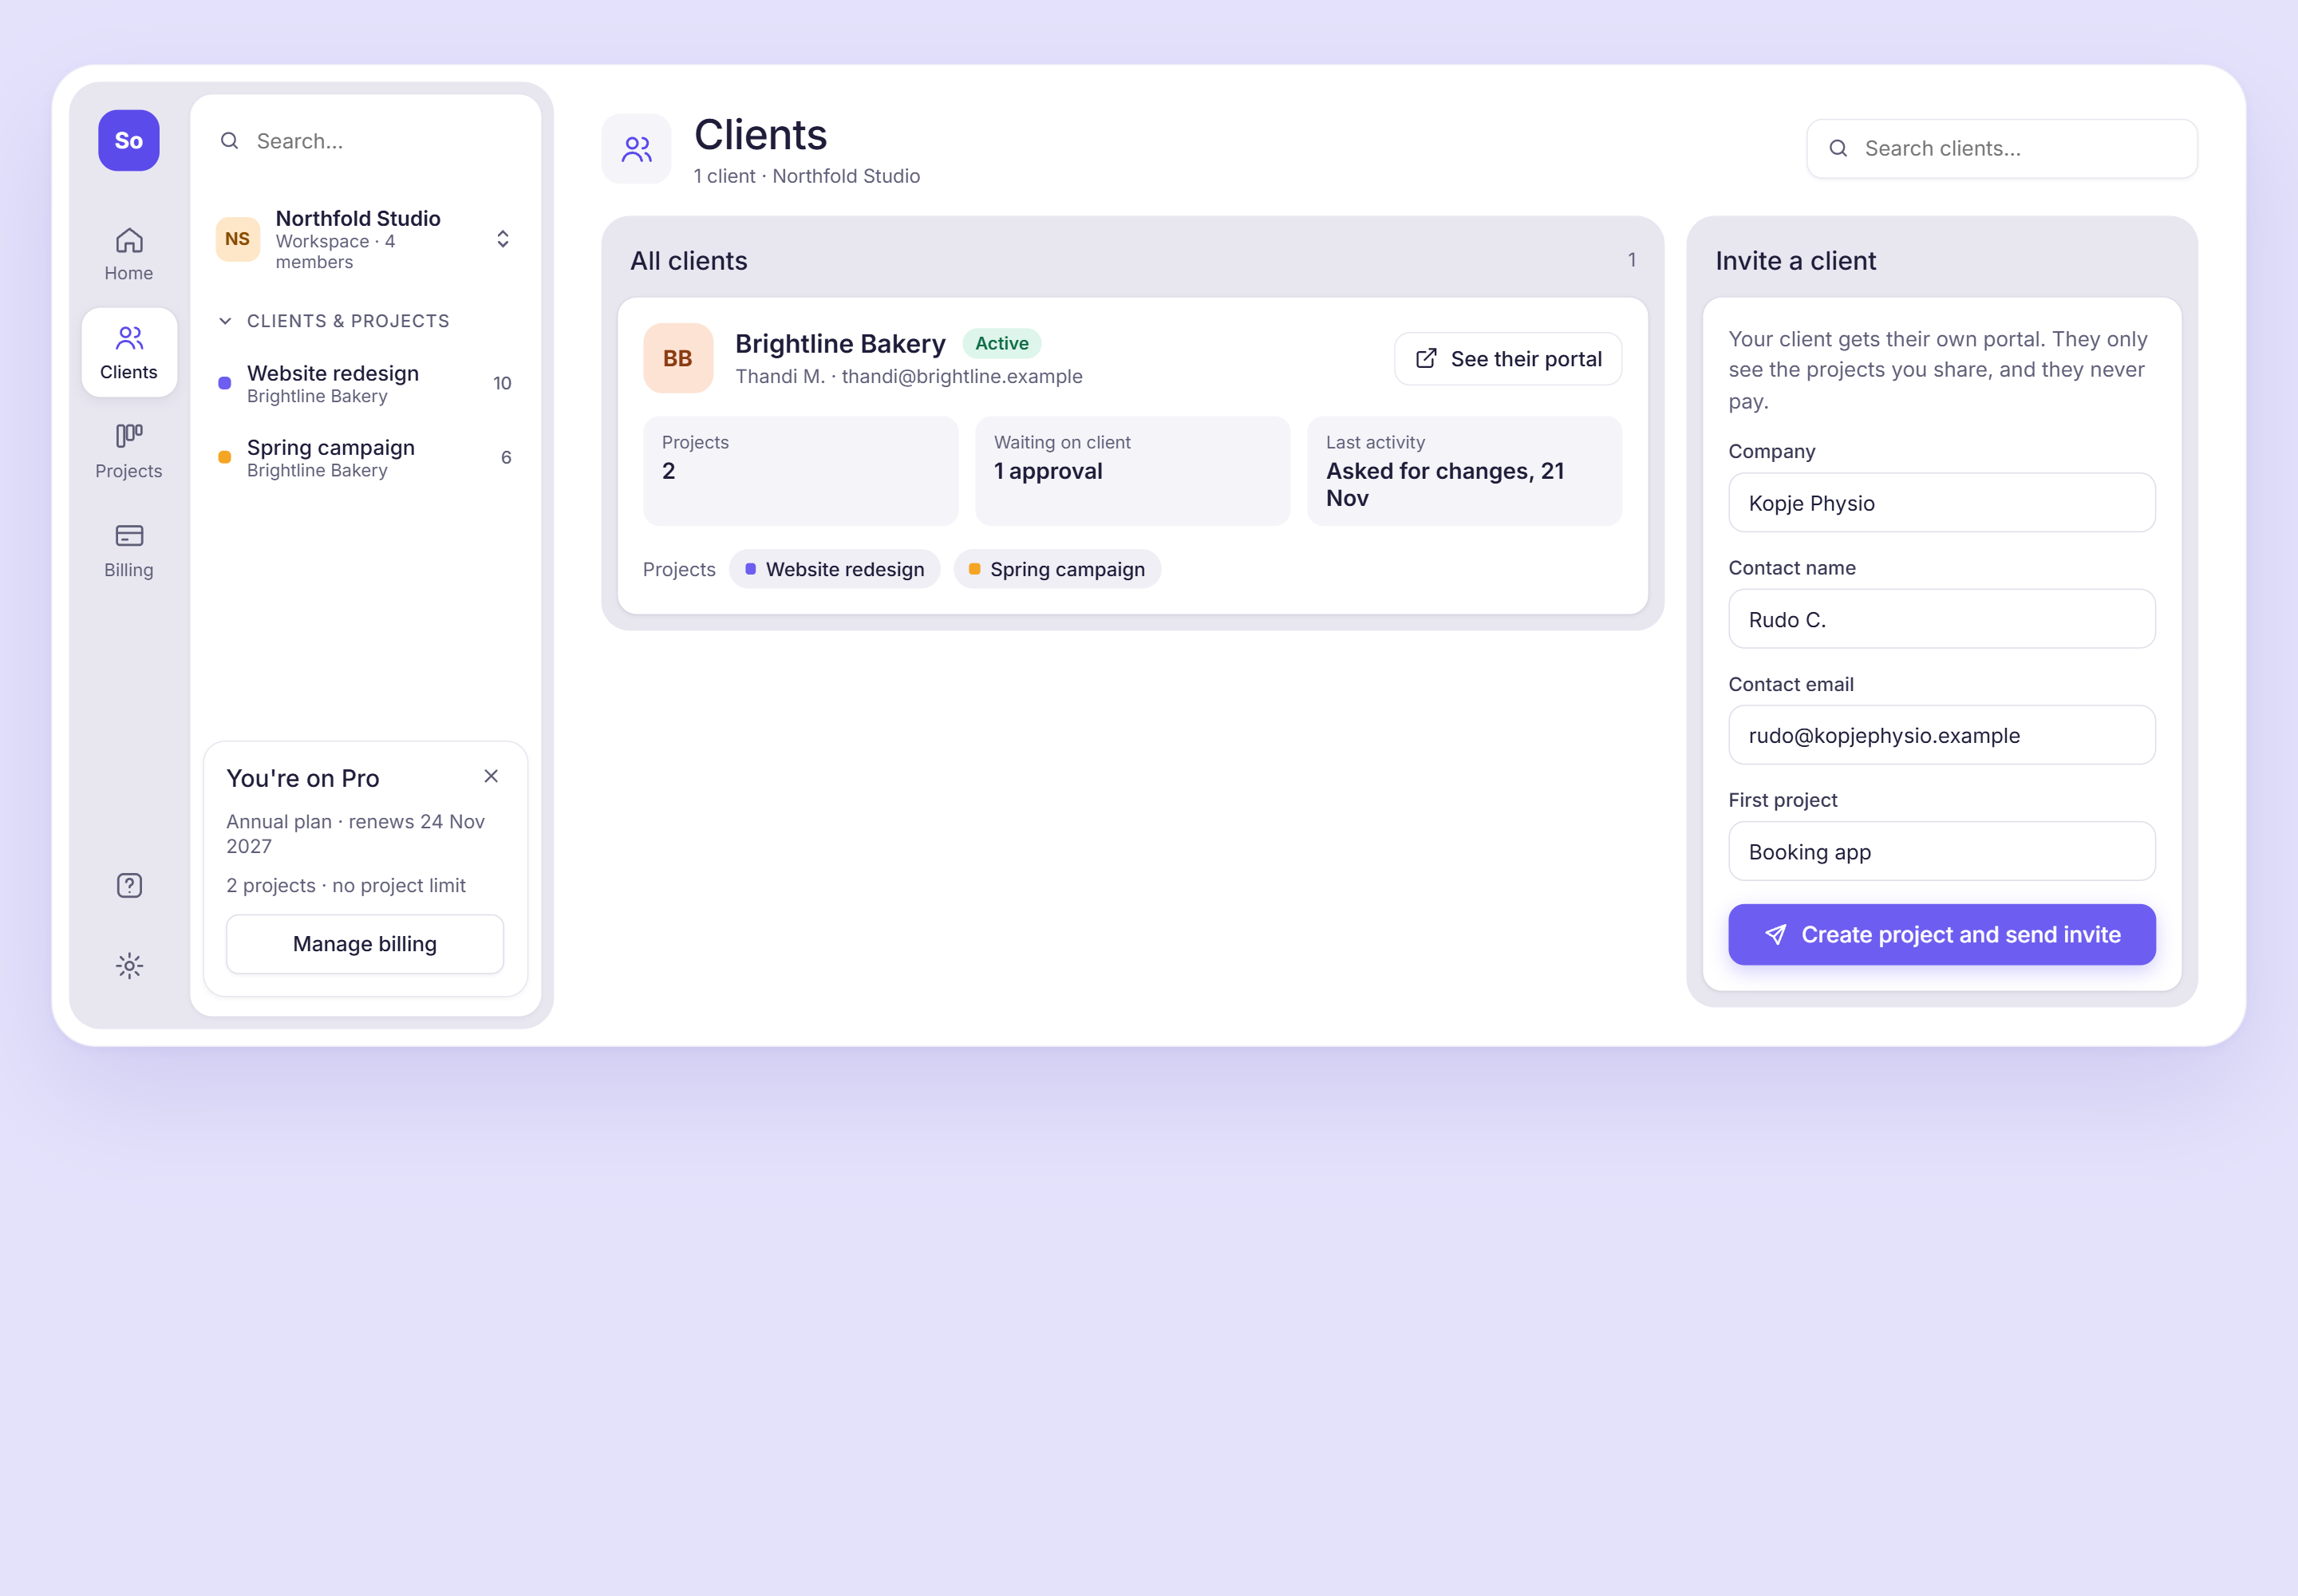 So
Home
Clients
Projects
Billing
Search...
NS
Northfold Studio
Workspace · 4
members
CLIENTS & PROJECTS
Website redesign
Brightline Bakery
10
Spring campaign
Brightline Bakery
6
You're on Pro
Annual plan · renews 24 Nov
2027
2 projects · no project limit
Manage billing
Clients
1 client · Northfold Studio
Search clients...
All clients
1
BB
Brightline Bakery
Active
Thandi M. · thandi@brightline.example
See their portal
Projects
2
Waiting on client
1 approval
Last activity
Asked for changes, 21
Nov
Projects
Website redesign
Spring campaign
Invite a client
Your client gets their own portal. They only
see the projects you share, and they never
pay.
Company
Kopje Physio
Contact name
Rudo C.
Contact email
rudo@kopjephysio.example
First project
Booking app
Create project and send invite